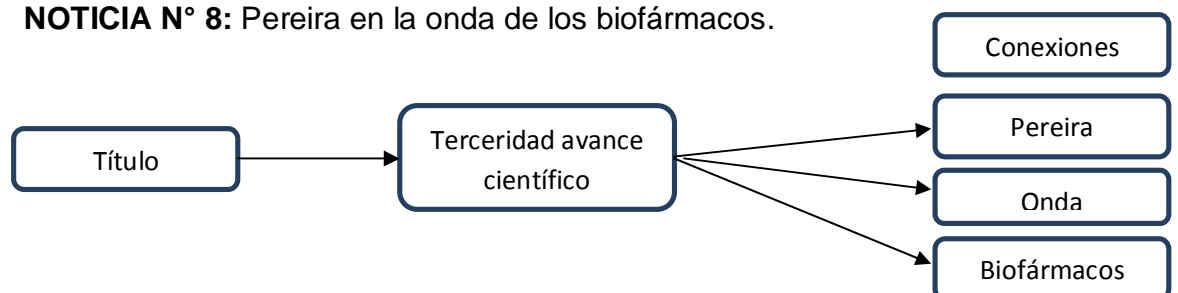 NOTICIA N° 8: Pereira en la onda de los biofármacos.
Conexiones
Título
Terceridad avance
científico
Pereira
Onda
Biofármacos